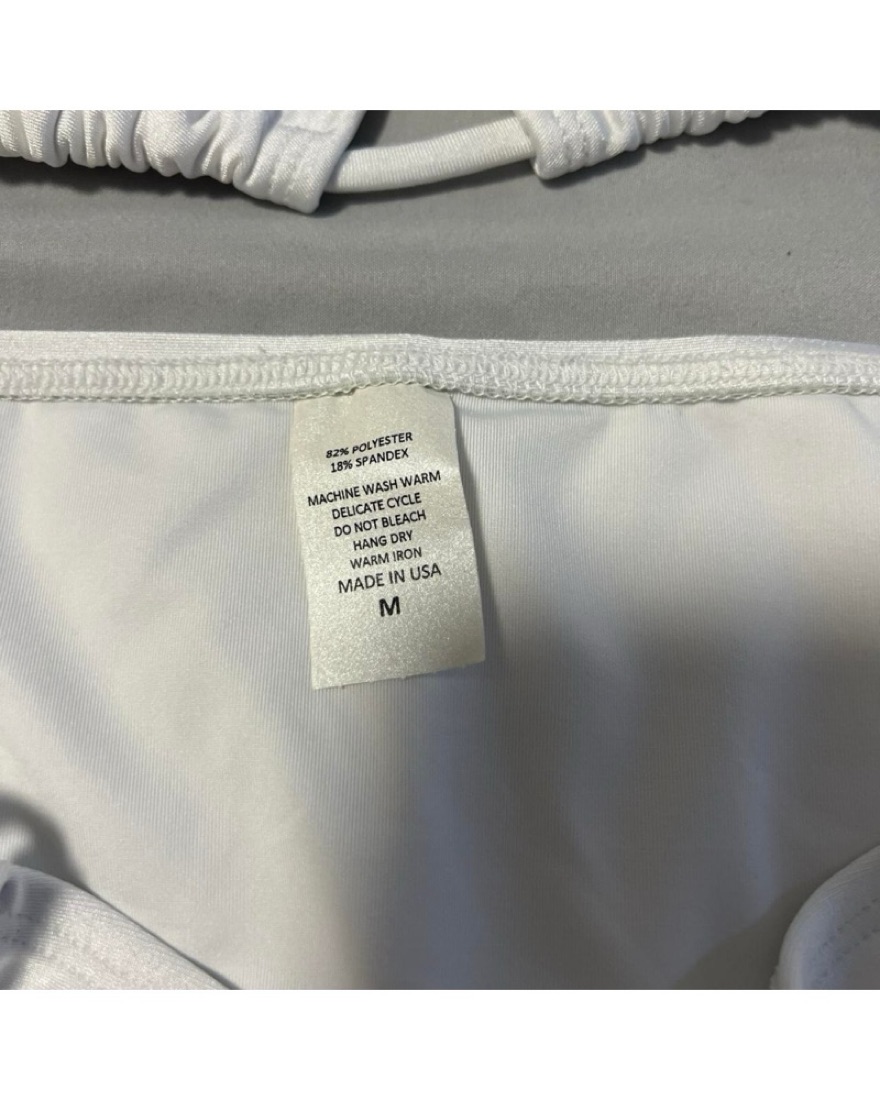 82% POLYESTER
18% SPANDEX
MACHINE WASH WARM
DELICATE CYCLE
DO NOT BLEACH
HANG DRY
WARM IRON
MADE IN USA
M